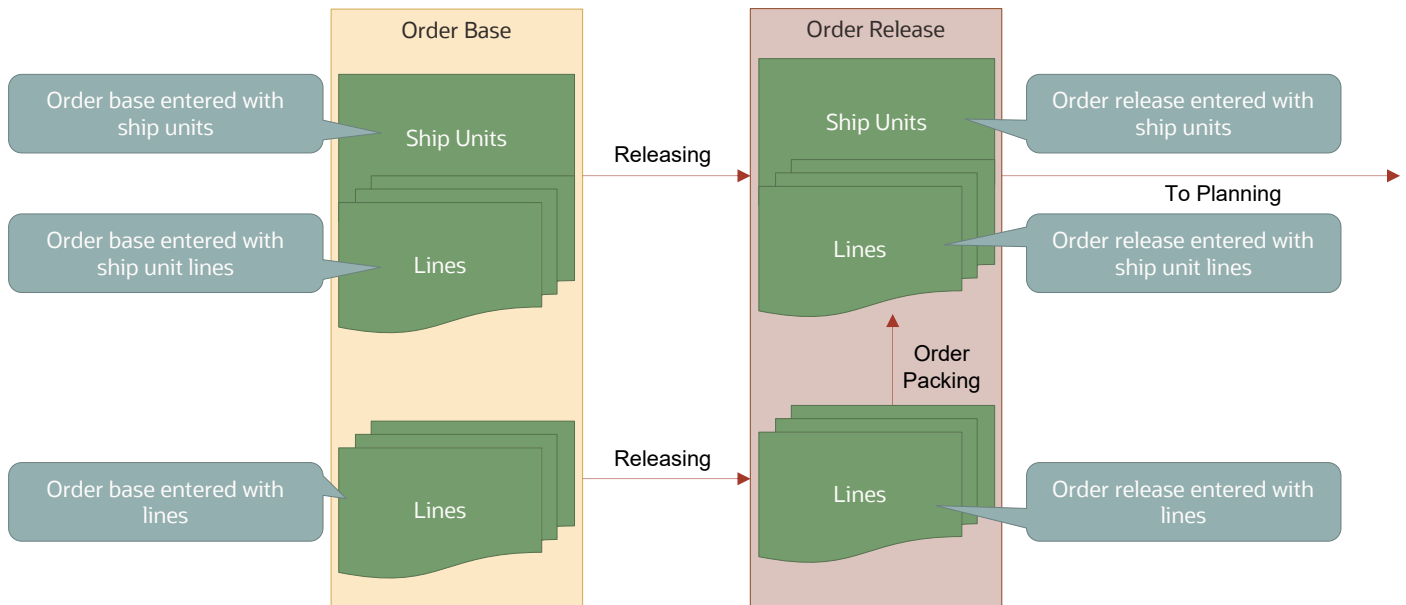 Order Base
Order Release
Order base entered with
ship units
Ship Units
Releasing
Ship Units
Order release entered with
ship units
To Planning
Order base entered with
ship unit lines
Lines
Lines
Order release entered with
ship unit lines
Order
Packing
Order base entered with
lines
Lines
Releasing
Lines
Order release entered with
lines